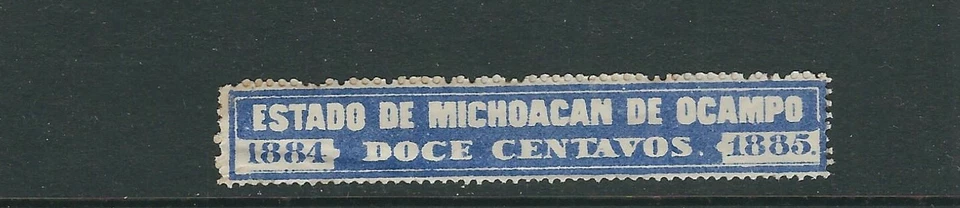 ESTADO DE MICHOACAN DE OCAMPO
1884 DOCE CENTAVOS. 1885.